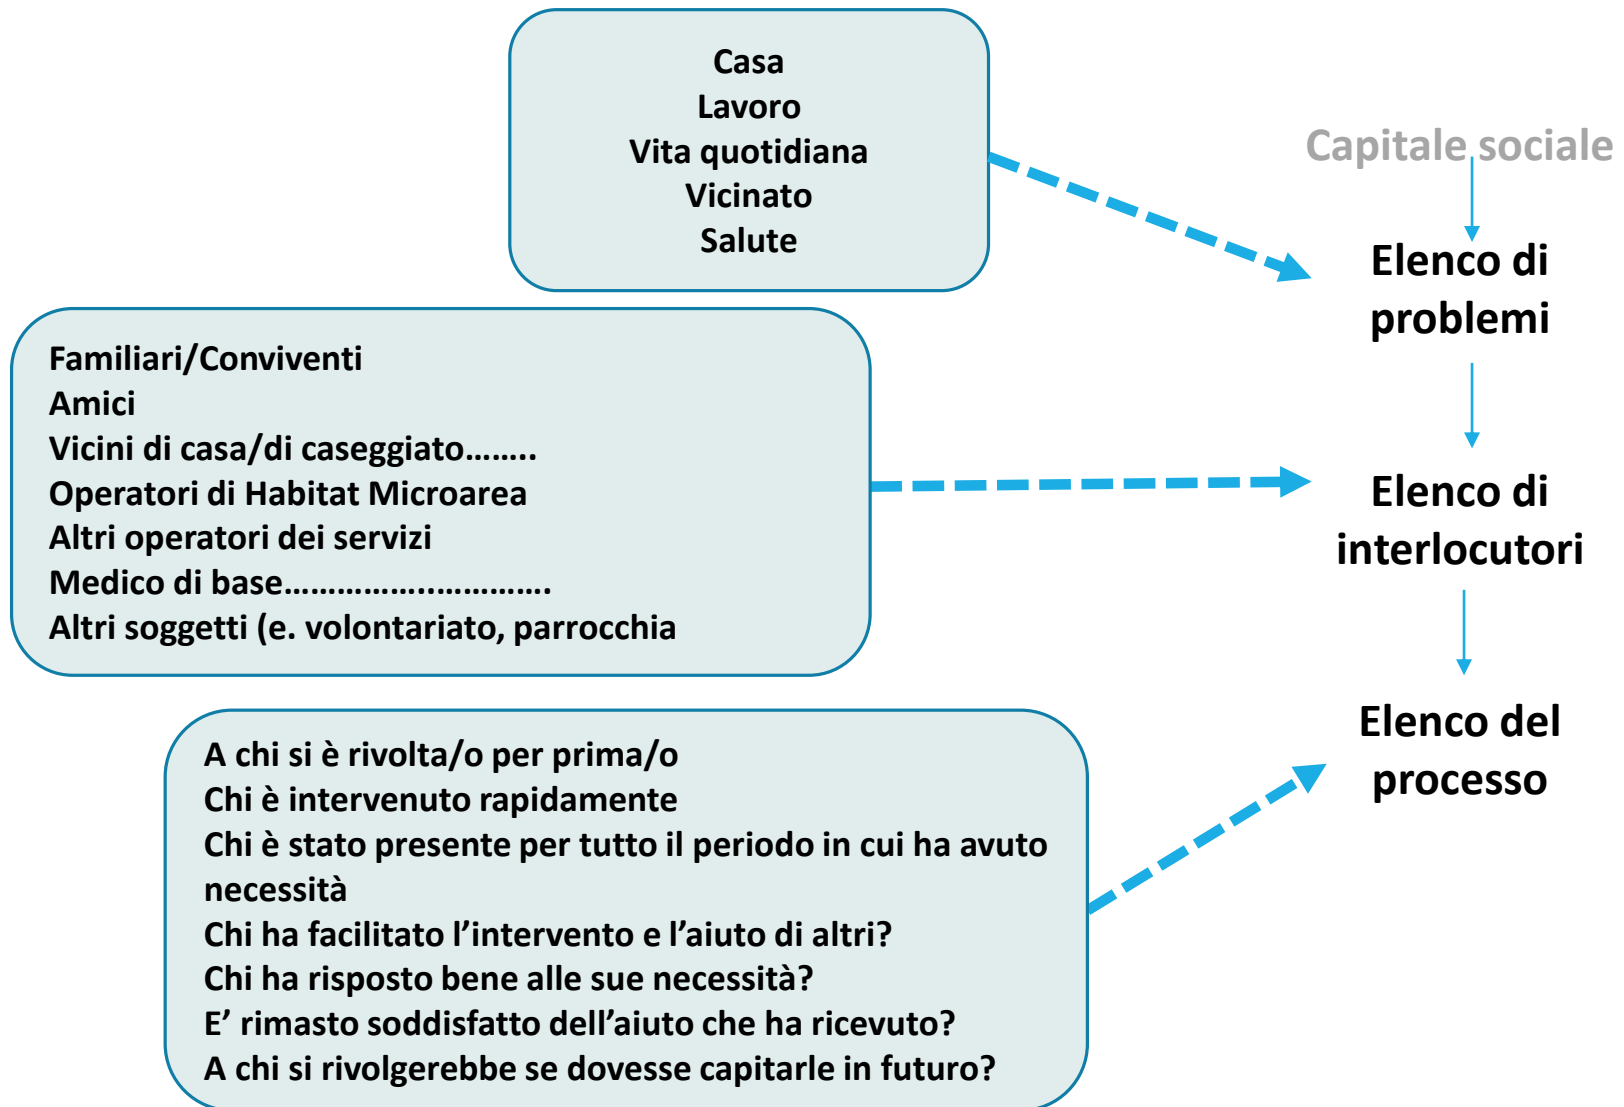 Casa
Lavoro
Vita quotidiana
Vicinato
Salute
Capitale sociale
Elenco di
problemi
Familiari/Conviventi
Amici
Vicini di casa/di caseggiato……..
Operatori di Habitat Microarea
Altri operatori dei servizi
Medico di base……………..………….
Altri soggetti (e. volontariato, parrocchia
Elenco di
interlocutori
A chi si è rivolta/o per prima/o
Chi è intervenuto rapidamente
Chi è stato presente per tutto il periodo in cui ha avuto
necessità
Chi ha facilitato l’intervento e l’aiuto di altri?
Chi ha risposto bene alle sue necessità?
E’ rimasto soddisfatto dell’aiuto che ha ricevuto?
A chi si rivolgerebbe se dovesse capitarle in futuro?
Elenco del
processo